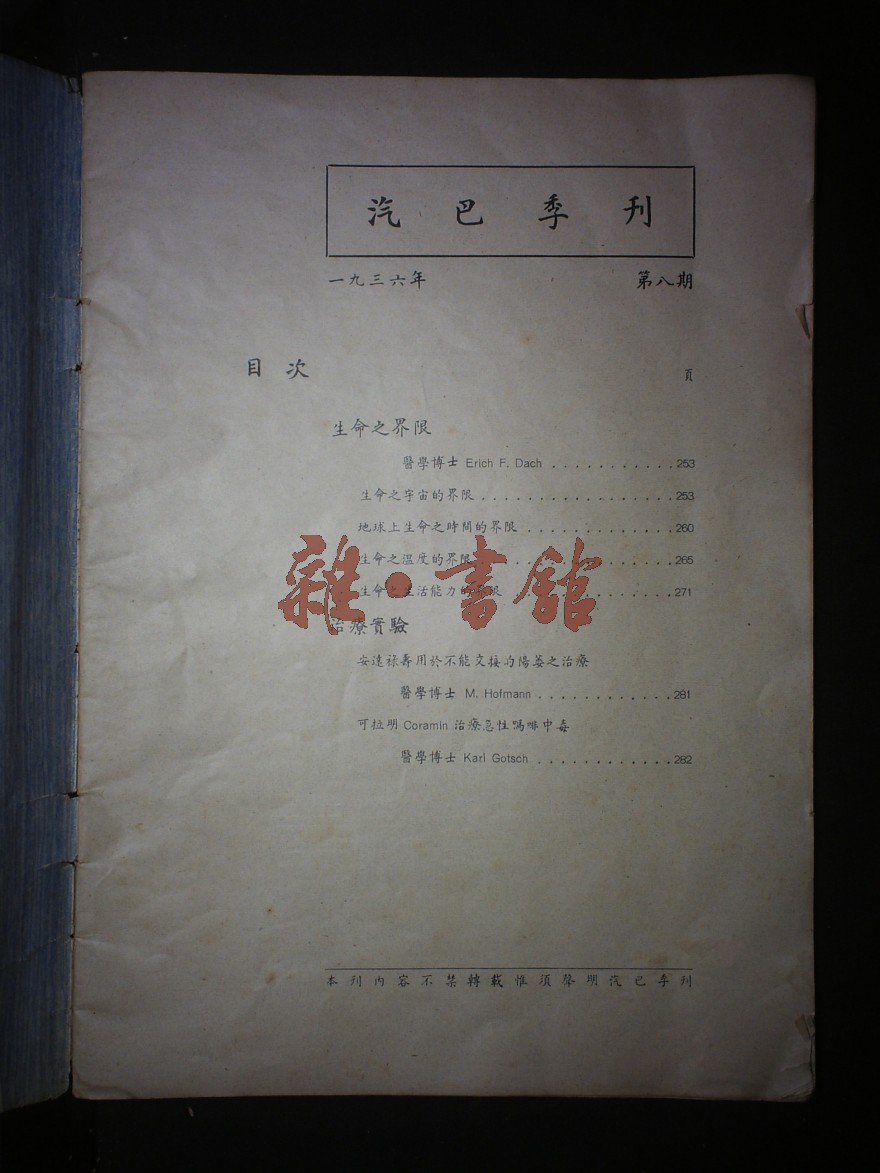 汽巴季刊
一九三六年 第八期
目次 頁
生命之界限
醫學博士 Erich F. Dach . . . . . . . . . . . 253
生命之宇宙的界限 . . . . . . . . . . . . . . . . . 253
地球上生命之時間的界限 . . . . . . . . . . . . . 260
生命之溫度的界限 . . . . . . . . . . . . . . . . . 265
生命之生活能力的界限 . . . . . . . . . . . . . . 271
雜·書館
治療實驗
安遠祿壽用於不能交接的陽萎之治療
醫學博士 M. Hofmann . . . . . . . . . . . . 281
可拉明 Coramin 治療急性嗎啡中毒
醫學博士 Karl Gotsch . . . . . . . . . . . . 282
本刊內容不禁轉載惟須聲明汽巴季刊